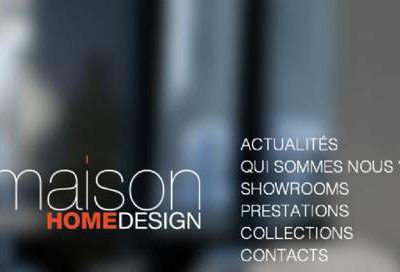 maison
HOMEDESIGN
ACTUALITÉS
QUI SOMMES NOUS ?
SHOWROOMS
PRESTATIONS
COLLECTIONS
CONTACTS